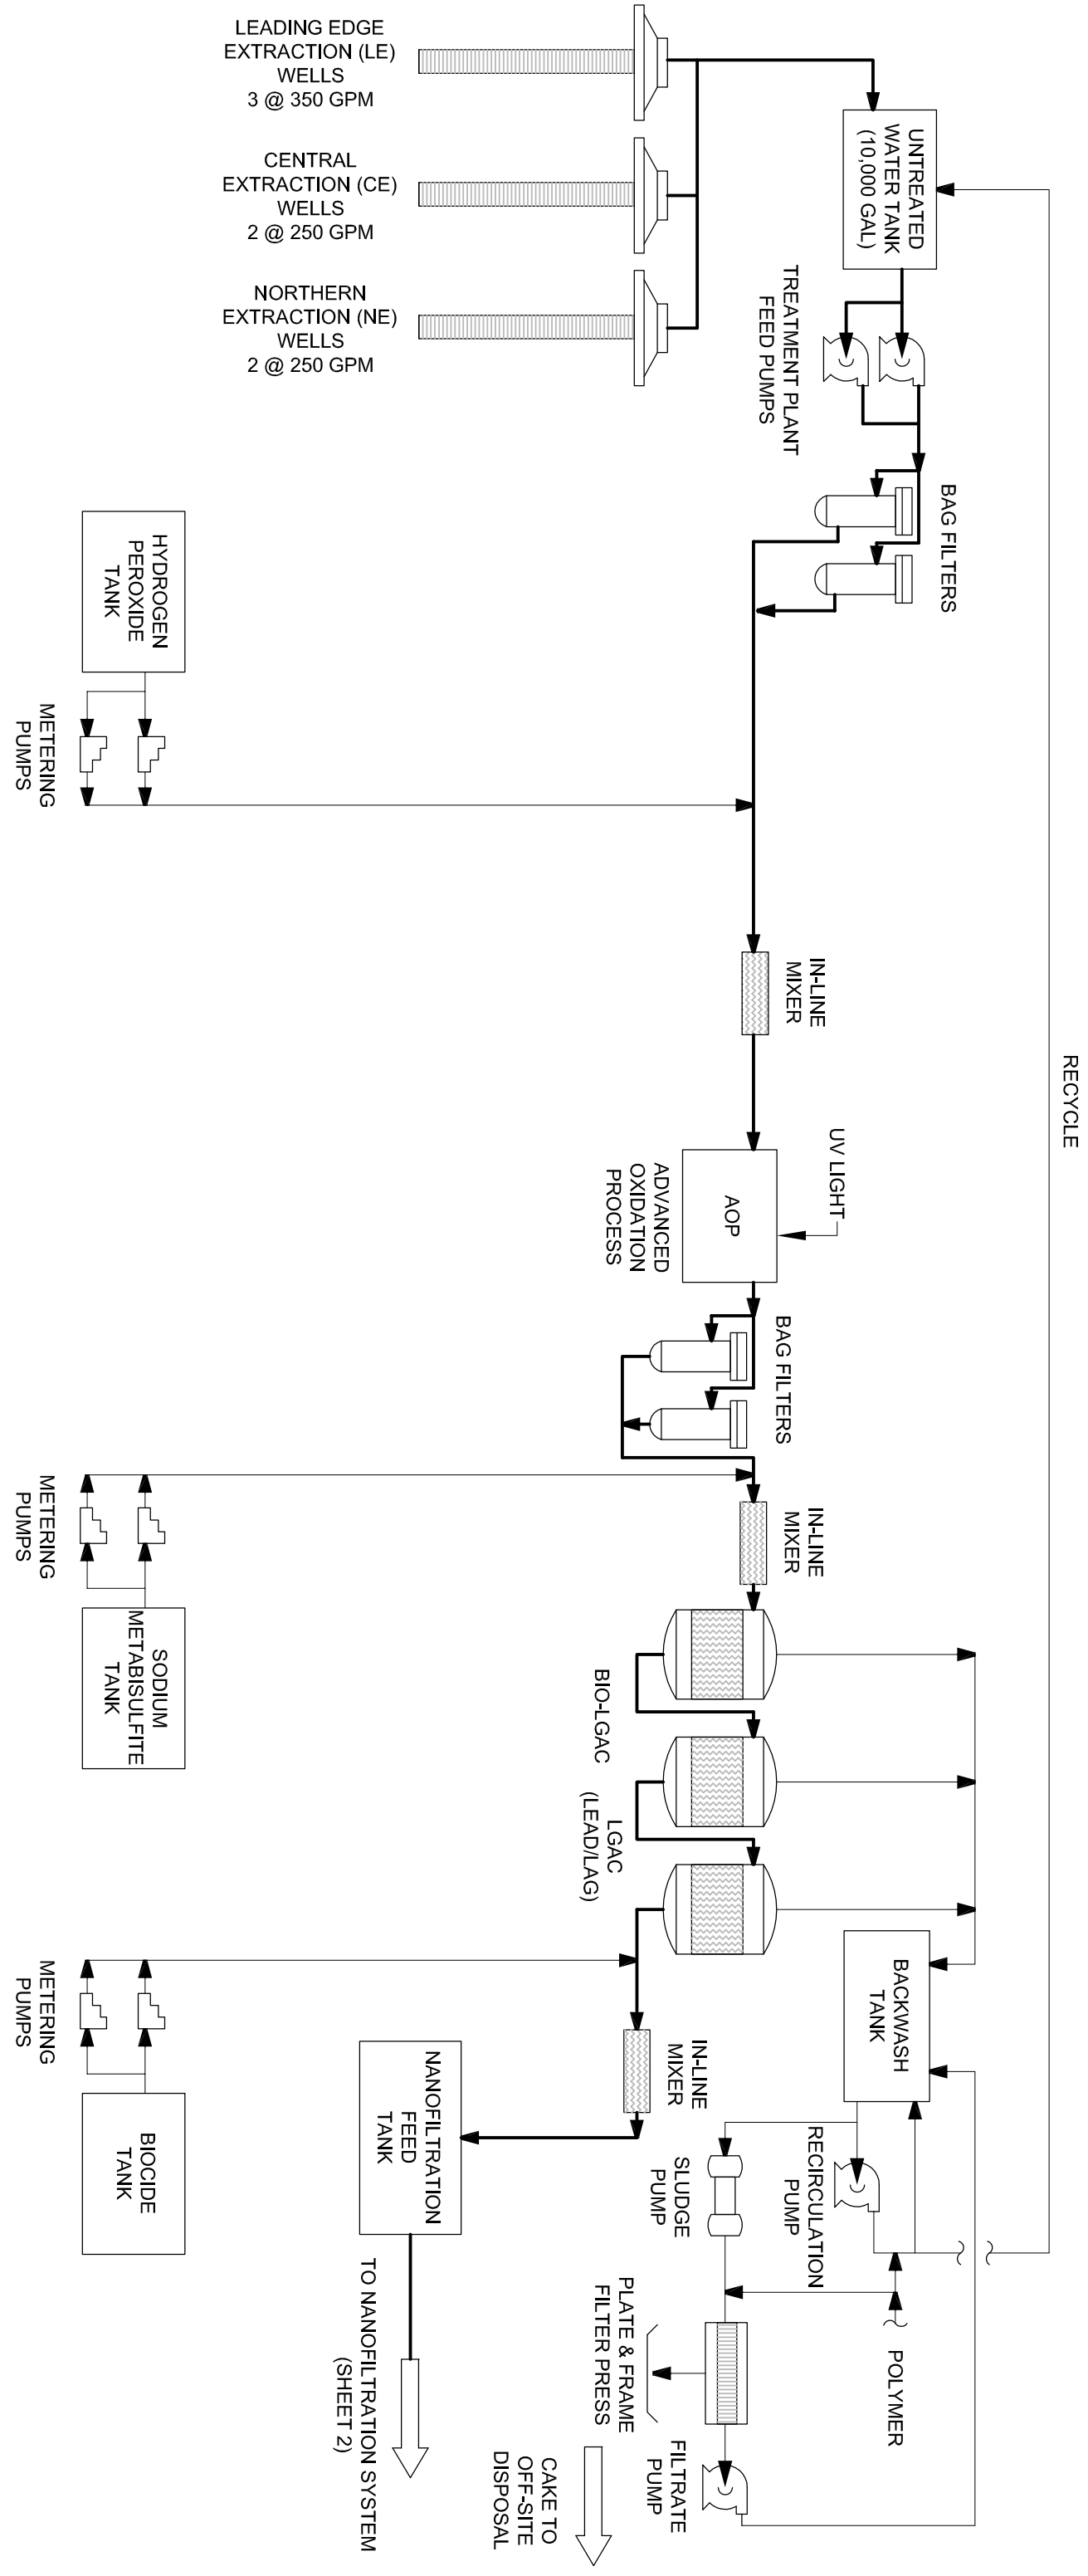 LEADING EDGE
EXTRACTION (LE)
WELLS
3 @ 350 GPM
CENTRAL
EXTRACTION (CE)
WELLS
2 @ 250 GPM
NORTHERN
EXTRACTION (NE)
WELLS
2 @ 250 GPM
UNTREATED
WATER TANK
(10,000 GAL)
TREATMENT PLANT
FEED PUMPS
BAG FILTERS
HYDROGEN
PEROXIDE
TANK
METERING
PUMPS
IN-LINE
MIXER
RECYCLE
UV LIGHT
AOP
ADVANCED
OXIDATION
PROCESS
BAG FILTERS
METERING
PUMPS
SODIUM
METABISULFITE
TANK
IN-LINE
MIXER
BIO-LGAC
LGAC
(LEAD/LAG)
BACKWASH
TANK
METERING
PUMPS
BIOCIDE
TANK
IN-LINE
MIXER
NANOFILTRATION
FEED
TANK
TO NANOFILTRATION SYSTEM
(SHEET 2)
RECIRCULATION
PUMP
SLUDGE
PUMP
POLYMER
PLATE & FRAME
FILTER PRESS
FILTRATE
PUMP
CAKE TO
OFF-SITE
DISPOSAL